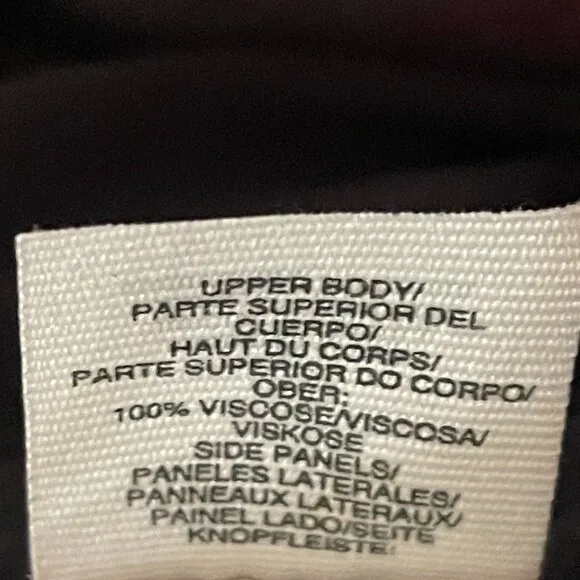 UPPER BODY/
PARTE SUPERIOR DEL
CUERPO/
HAUT DU CORPS/
PARTE SUPERIOR DO CORPO/
OBER:
100% VISCOSE/VISCOSA/
VISKOSE
SIDE PANELS/
PANELES LATERALES/
PANNEAUX LATERAUX/
PAINEL LADO/SEITE
KNOPFLEISTE: